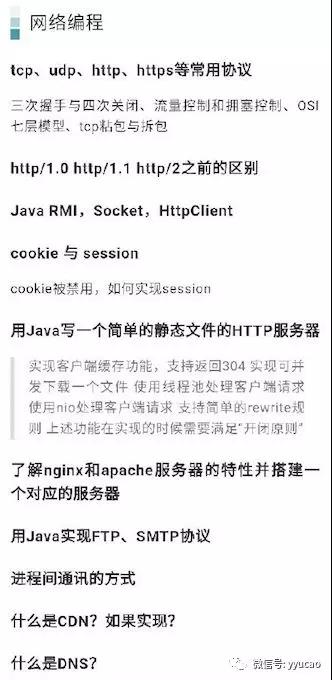 网络编程
tcp、udp、http、https等常用协议
三次握手与四次关闭、流量控制和拥塞控制、OSI
七层模型、tcp粘包与拆包
http/1.0 http/1.1 http/2之前的区别
Java RMI，Socket，HttpClient
cookie 与 session
cookie被禁用，如何实现session
用Java写一个简单的静态文件的HTTP服务器
实现客户端缓存功能，支持返回304 实现可并
发下载一个文件 使用线程池处理客户端请求
使用nio处理客户端请求 支持简单的rewrite规
则 上述功能在实现的时候需要满足“开闭原则”
了解nginx和apache服务器的特性并搭建一
个对应的服务器
用Java实现FTP、SMTP协议
进程间通讯的方式
什么是CDN？如果实现？
什么是DNS？
微信号: yyucao